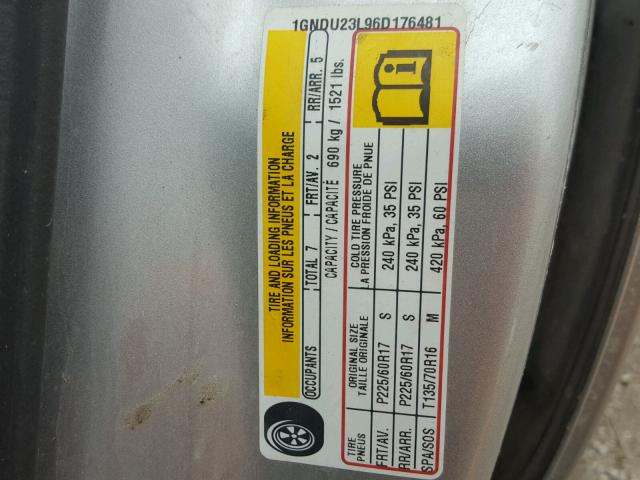 1GNDU23L96D176481
TIRE AND LOADING INFORMATION
INFORMATION SUR LES PNEUS ET LA CHARGE
OCCUPANTS TOTAL 7 FRT/AV. 2 RR/ARR. 5
CAPACITY / CAPACITÉ 690 kg / 1521 lbs.
TIRE ORIGINAL SIZE COLD TIRE PRESSURE
PNEUS TAILLE ORIGINALE LA PRESSION FROIDE DE PNUE
FRT/AV. P225/60R17 S 240 kPa, 35 PSI
RR/ARR. P225/60R17 S 240 kPa, 35 PSI
SPA/SOS. T135/70R16 M 420 kPa, 60 PSI